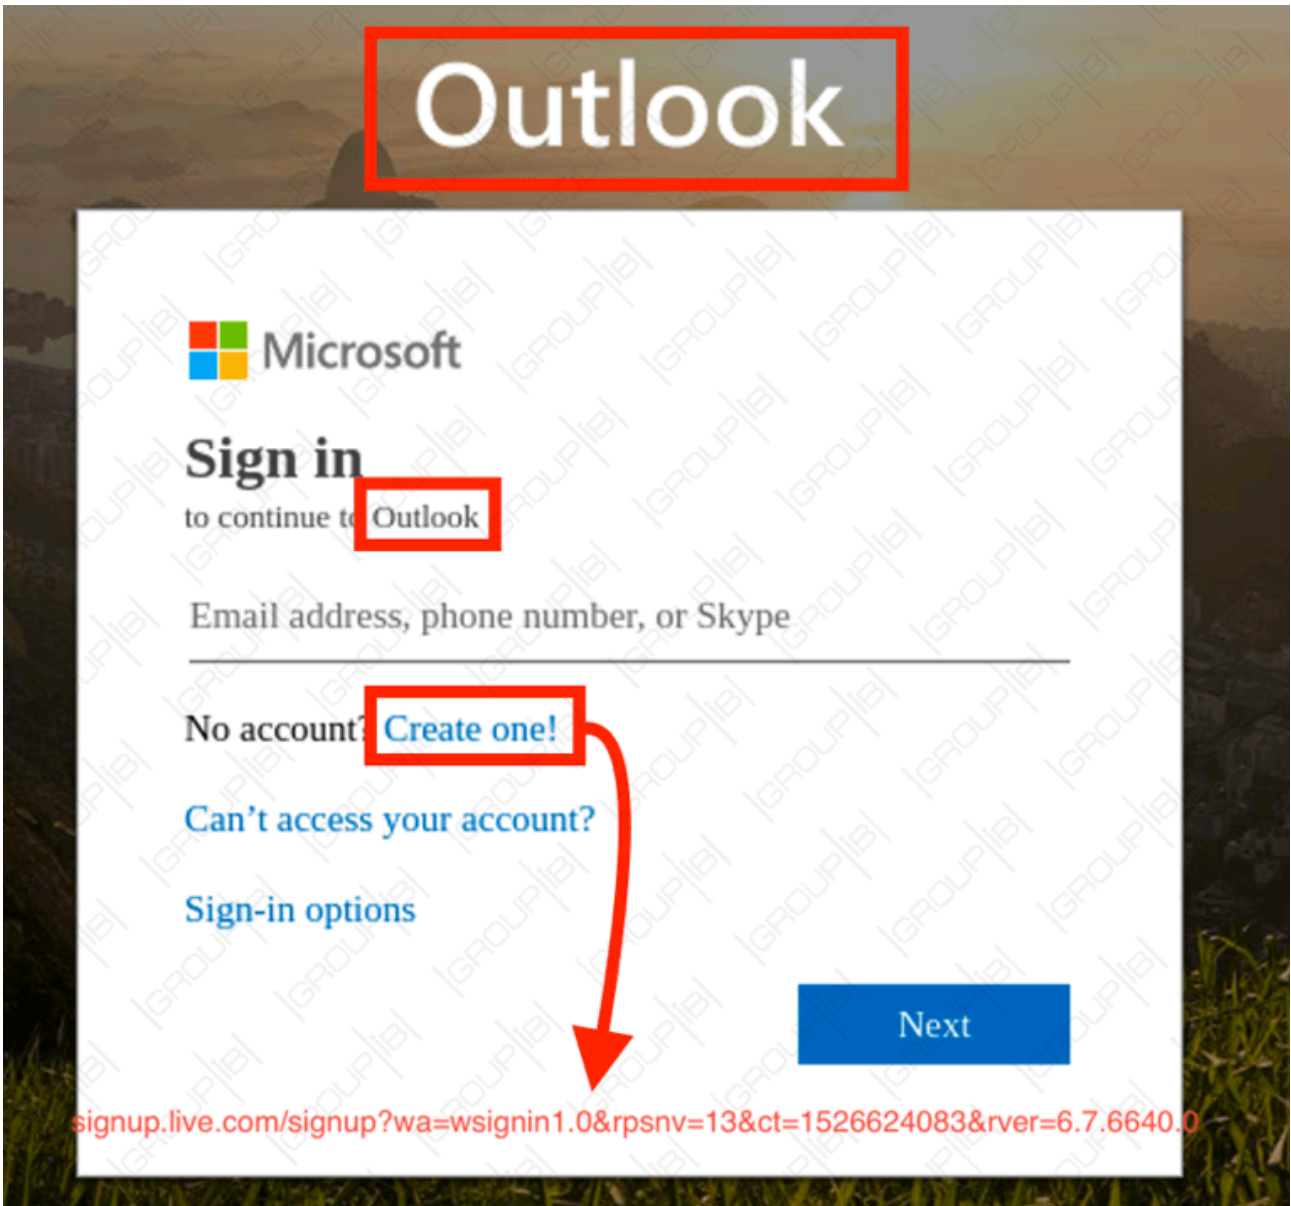 Outlook
Microsoft
Sign in
to continue to Outlook
Email address, phone number, or Skype
No account? Create one!
Can't access your account?
Sign-in options
Next
signup.live.com/signup?wa=wsignin1.0&rpsnv=13&ct=1526624083&rver=6.7.6640.0
|GROUP|IB|